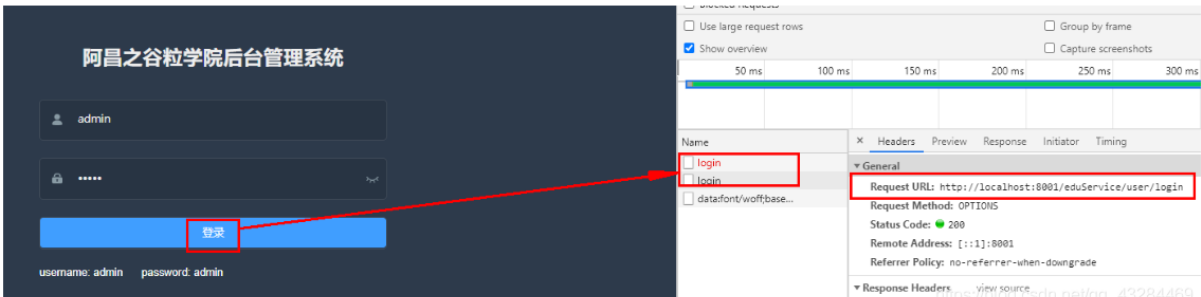 阿昌之谷粒学院后台管理系统
admin
•••••
登录
username: admin password: admin
Blocked Requests
Use large request rows
Group by frame
Show overview
Capture screenshots
50 ms 100 ms 150 ms 200 ms 250 ms 300 ms
Name
login
login
data:font/woff;base...
× Headers Preview Response Initiator Timing
▼ General
Request URL: http://localhost:8001/eduService/user/login
Request Method: OPTIONS
Status Code: 200
Remote Address: [::1]:8001
Referrer Policy: no-referrer-when-downgrade
▼ Response Headers view source
https://blog.csdn.net/qq_43284469